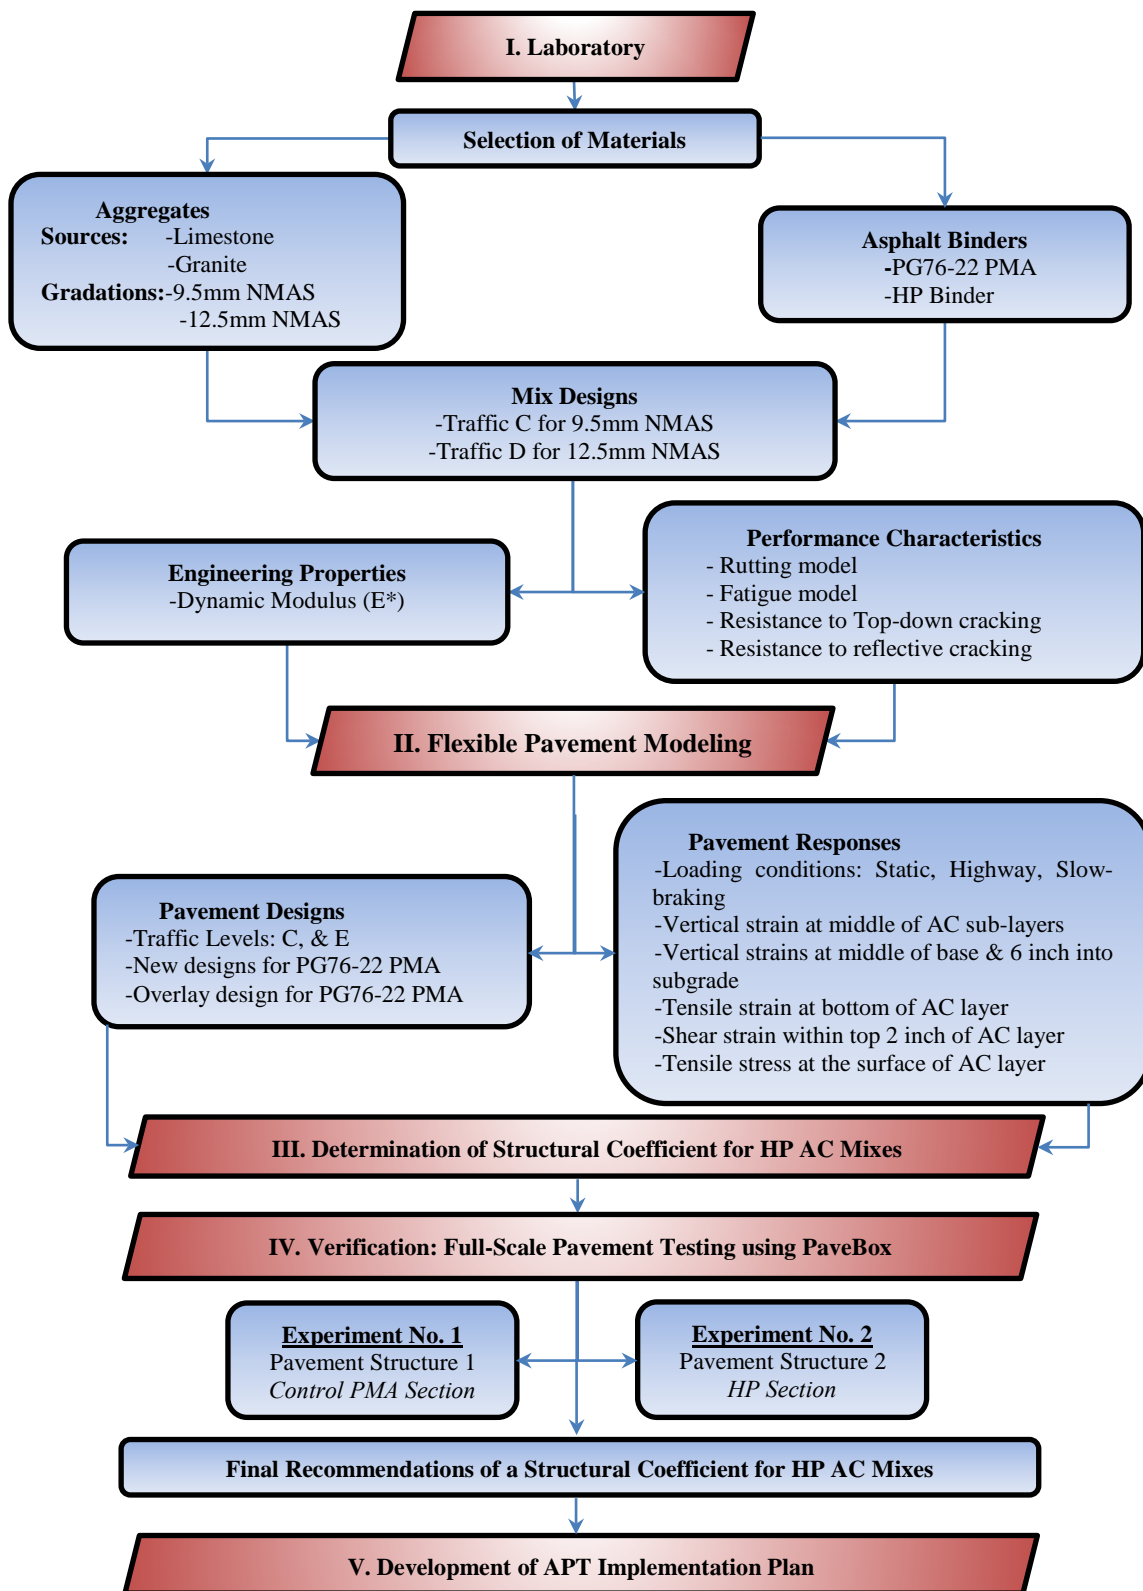 I. Laboratory
Selection of Materials
Aggregates
Sources: -Limestone
-Granite
Gradations:-9.5mm NMAS
-12.5mm NMAS
Asphalt Binders
-PG76-22 PMA
-HP Binder
Mix Designs
-Traffic C for 9.5mm NMAS
-Traffic D for 12.5mm NMAS
Engineering Properties
-Dynamic Modulus (E*)
Performance Characteristics
- Rutting model
- Fatigue model
- Resistance to Top-down cracking
- Resistance to reflective cracking
II. Flexible Pavement Modeling
Pavement Designs
-Traffic Levels: C, & E
-New designs for PG76-22 PMA
-Overlay design for PG76-22 PMA
Pavement Responses
-Loading conditions: Static, Highway, Slow-
braking
-Vertical strain at middle of AC sub-layers
-Vertical strains at middle of base & 6 inch into
subgrade
-Tensile strain at bottom of AC layer
-Shear strain within top 2 inch of AC layer
-Tensile stress at the surface of AC layer
III. Determination of Structural Coefficient for HP AC Mixes
IV. Verification: Full-Scale Pavement Testing using PaveBox
Experiment No. 1
Pavement Structure 1
Control PMA Section
Experiment No. 2
Pavement Structure 2
HP Section
Final Recommendations of a Structural Coefficient for HP AC Mixes
V. Development of APT Implementation Plan